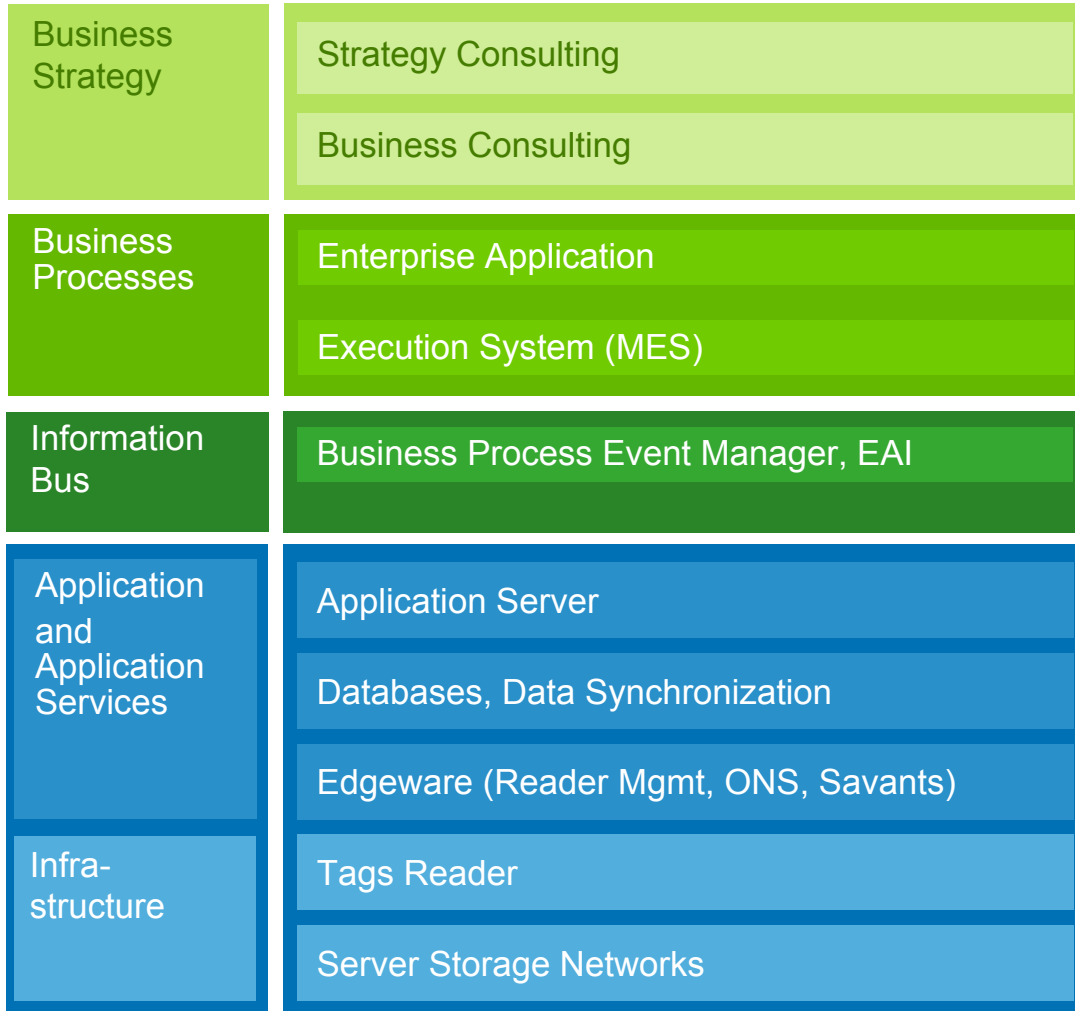 Business
Strategy
Strategy Consulting
Business Consulting
Business
Processes
Enterprise Application
Execution System (MES)
Information
Bus
Business Process Event Manager, EAI
Application
and
Application
Services
Application Server
Databases, Data Synchronization
Edgeware (Reader Mgmt, ONS, Savants)
Infra-
structure
Tags Reader
Server Storage Networks